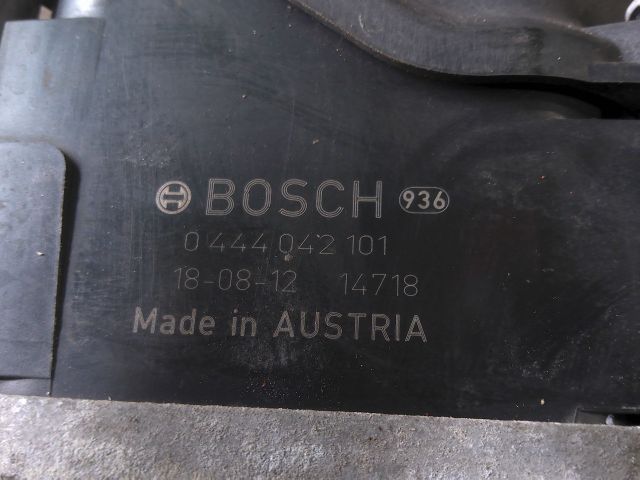 BOSCH 936
0 444 042 101
18-08-12 14718
Made in AUSTRIA